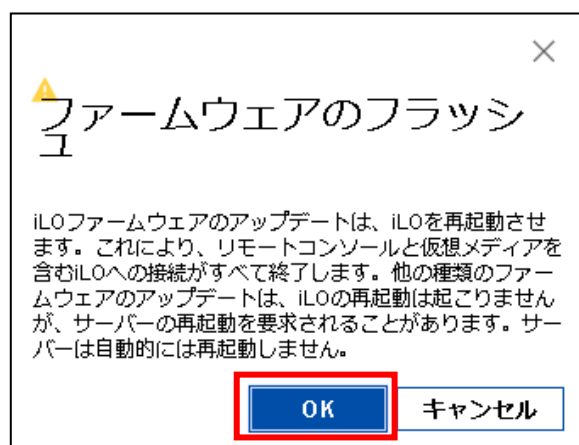 ファームウェアのフラッシ
ュ
iLOファームウェアのアップデートは、iLOを再起動させ
ます。これにより、リモートコンソールと仮想メディアを
含むiLOへの接続がすべて終了します。他の種類のファー
ムウェアのアップデートは、iLOの再起動は起こりません
が、サーバーの再起動を要求されることがあります。サー
バーは自動的には再起動しません。
OK
キャンセル